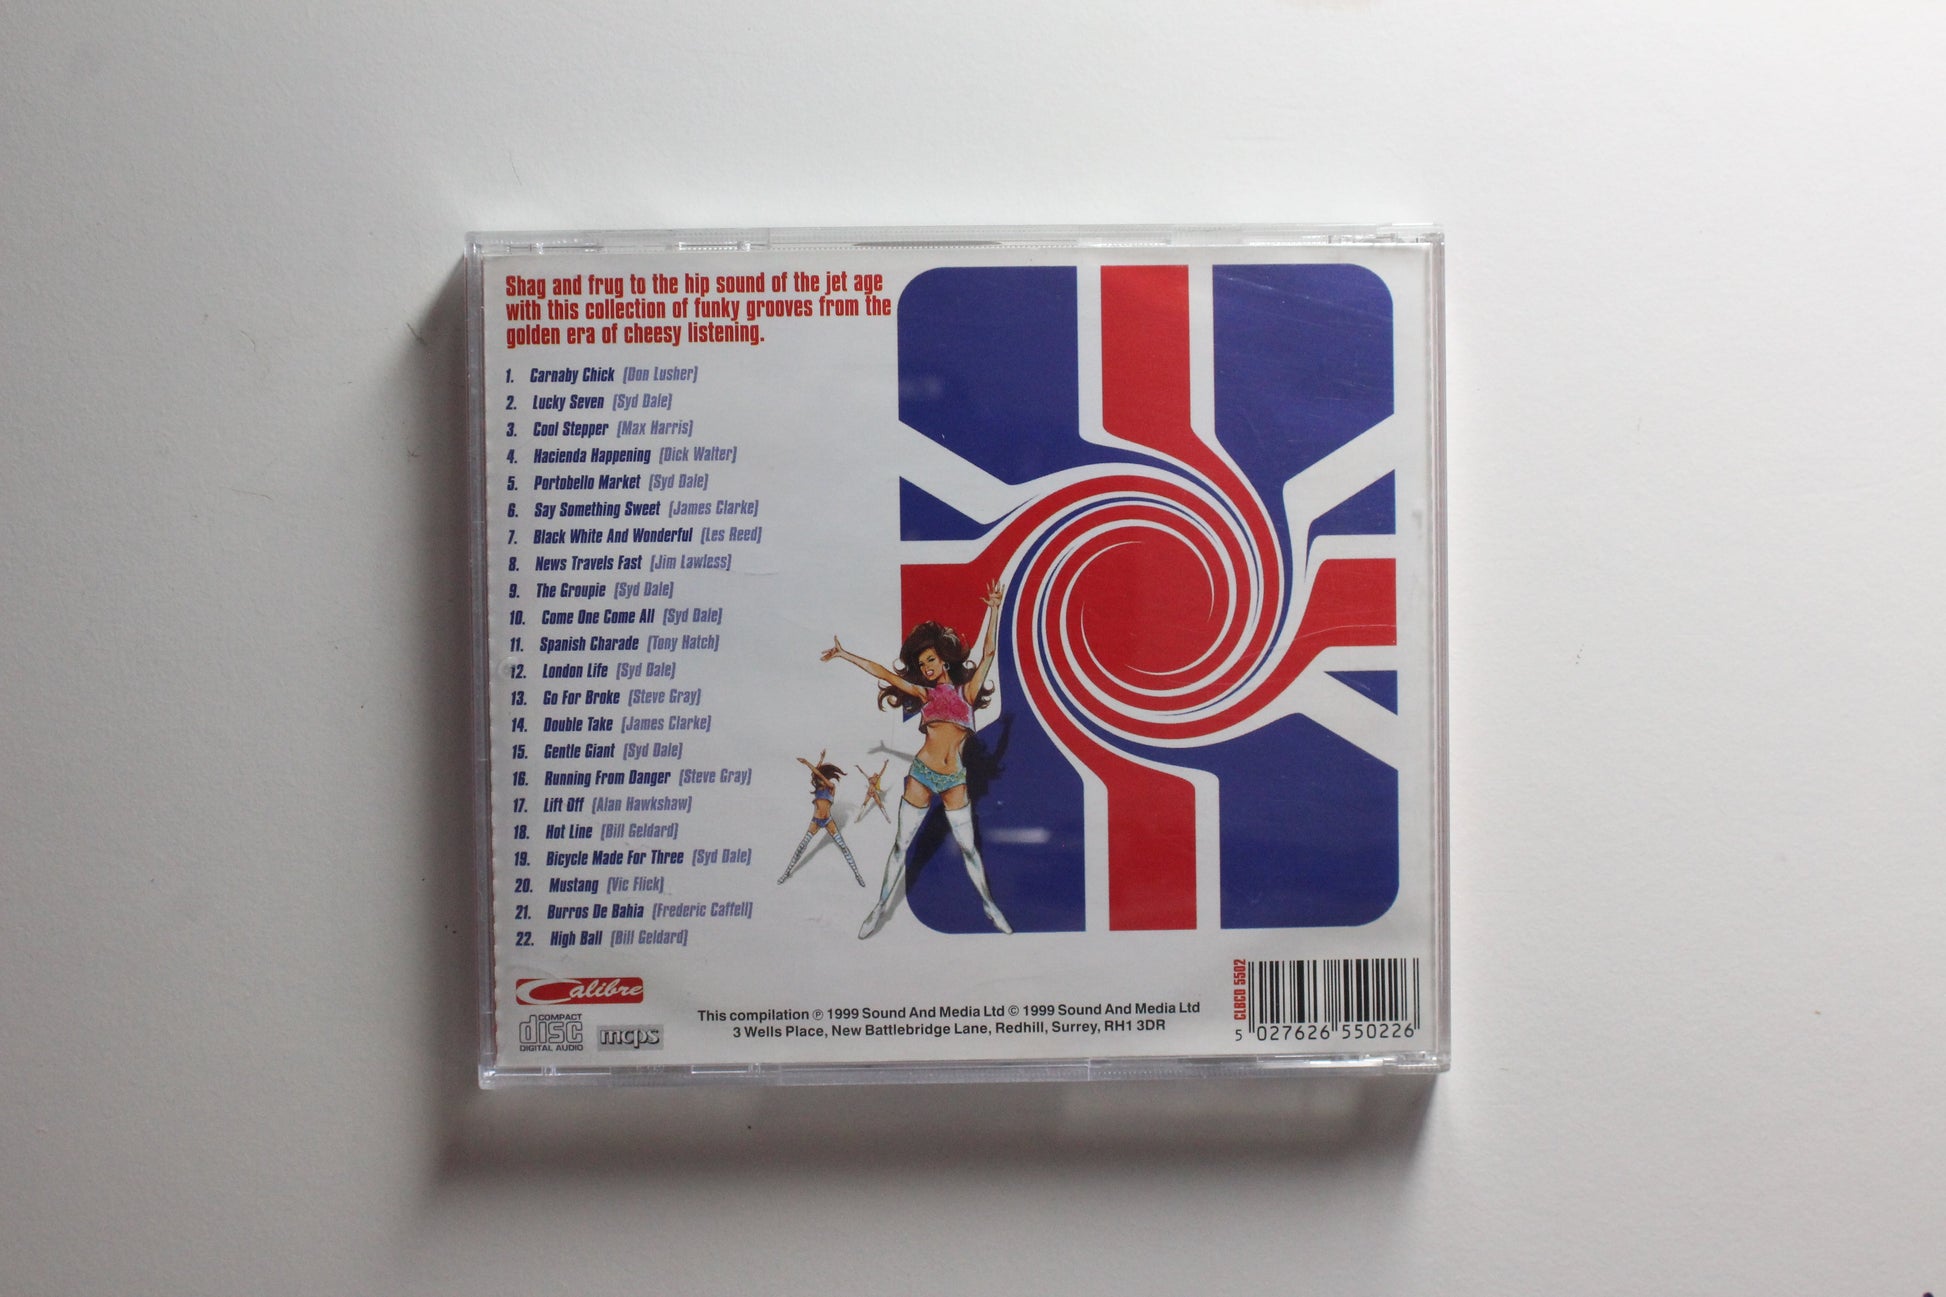 Shag and frug to the hip sound of the jet age
with this collection of funky grooves from the
golden era of cheesy listening.
1. Carnaby Chick (Don Lusher)
2. Lucky Seven (Syd Dale)
3. Cool Stepper (Max Harris)
4. Hacienda Happening (Dick Walter)
5. Portobello Market (Syd Dale)
6. Say Something Sweet (James Clarke)
7. Black White And Wonderful (Les Reed)
8. News Travels Fast (Jim Lawless)
9. The Groupie (Syd Dale)
10. Come One Come All (Syd Dale)
11. Spanish Charade (Tony Hatch)
12. London Life (Syd Dale)
13. Go For Broke (Steve Gray)
14. Double Take (James Clarke)
15. Gentle Giant (Syd Dale)
16. Running From Danger (Steve Gray)
17. Lift Off (Alan Hawkshaw)
18. Hot Line (Bill Geldard)
19. Bicycle Made For Three (Syd Dale)
20. Mustang (Vic Flick)
21. Burros De Bahia (Frederic Caffell)
22. High Ball (Bill Geldard)
Calibre
COMPACT
disc
DIGITAL AUDIO
mcps
This compilation ℗ 1999 Sound And Media Ltd © 1999 Sound And Media Ltd
3 Wells Place, New Battlebridge Lane, Redhill, Surrey, RH1 3DR
CLBCD 5502
5 027626 550226